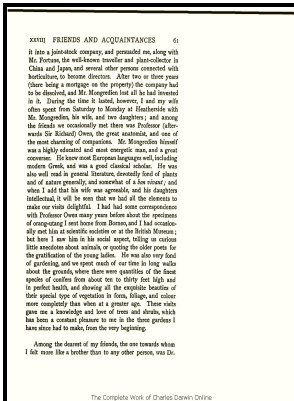 XXVII] FRIENDS AND ACQUAINTANCES 61
it into a joint-stock company, and persuaded me, along with
Mr. Fortune, the well-known traveller and plant-collector in
China and Japan, and several other persons connected with
horticulture, to become directors. After two or three years
(there being a mortgage on the property) the company had
to be dissolved, and Mr. Mongredien lost all he had invested
in it. During the time it lasted, however, I and my wife
often spent from Saturday to Monday at Heatherside with
Mr. Mongredien, his wife, and two daughters; and among
the friends we occasionally met there was Professor (after-
wards Sir Richard) Owen, the great anatomist, and one of
the most charming of companions. Mr. Mongredien himself
was a highly educated and most energetic man, and a great
converser. He knew most European languages well, including
modern Greek, and was a good classical scholar. He was
also well read in general literature, devotedly fond of plants
and of nature generally, and somewhat of a bon vivant; and
when I add that his wife was agreeable, and his daughters
intellectual, it will be seen that we had all the elements to
make our visits delightful. I had had some correspondence
with Professor Owen many years before about the specimens
of orang-utang I sent home from Borneo, and I had occasion-
ally met him at scientific societies or at the British Museum;
but here I saw him in his social aspect, telling us curious
little anecdotes about animals, or quoting the older poets for
the gratification of the young ladies. He was also very fond
of gardening, and we spent much of our time in long walks
about the grounds, where there were quantities of the finest
species of conifers from about ten to thirty feet high and
in perfect health, and showing all the exquisite beauties of
their special type of vegetation in form, foliage, and colour
more completely than when at a greater age. These visits
gave me a knowledge and love of trees and shrubs, which
has been a constant pleasure to me in the three gardens I
have since had to make, from the very beginning.
Among the dearest of my friends, the one towards whom
I felt more like a brother than to any other person, was Dr.
The Complete Work of Charles Darwin Online